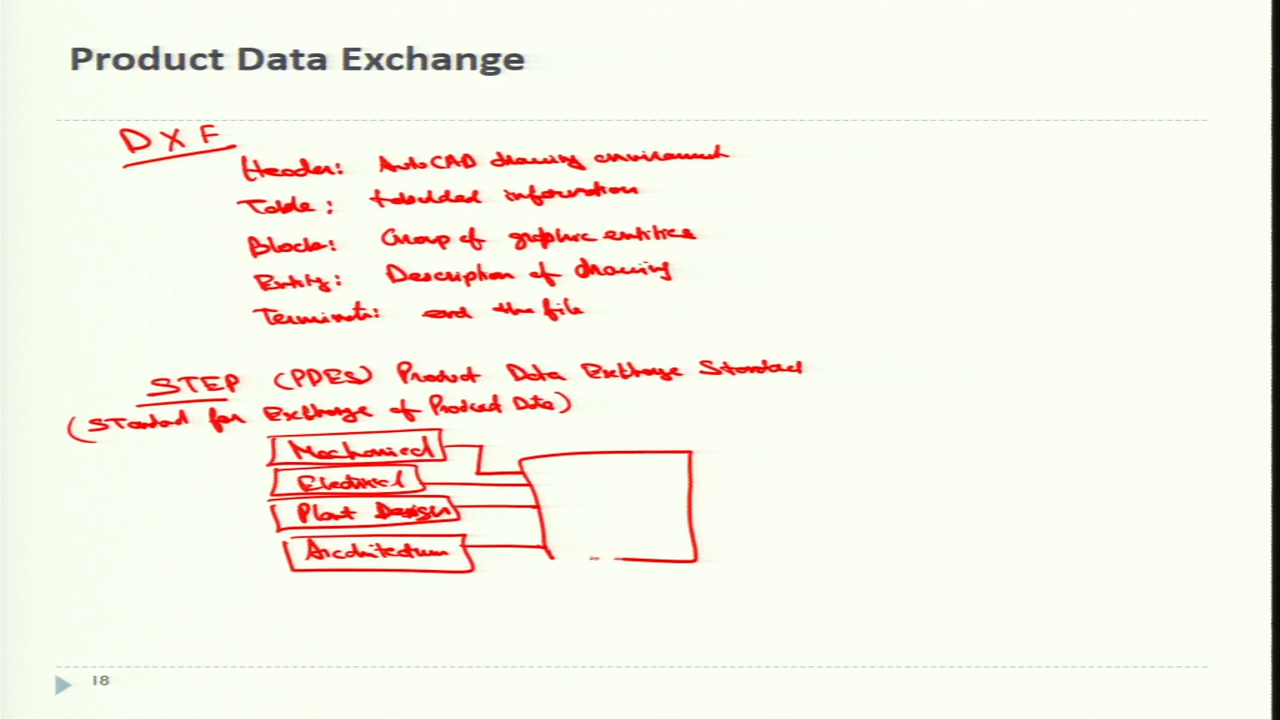 Product Data Exchange
DXF
Header: AutoCAD drawing environment
Table: tabulded information
Block: Group of graphic entities
Entity: Description of drawing
Terminate: end the file
STEP (PDES) Product Data Exchange Standard
(STandard for Exchange of Product Data)
Mechanical
Electrical
Plant Design
Arcchitecture
18